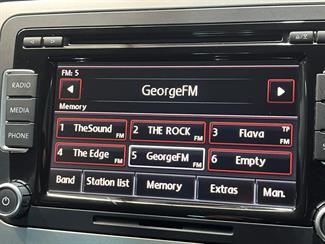 RADIO
MEDIA
PHONE
FM: 5
GeorgeFM
Memory
1 TheSound FM
2 THE ROCK FM
3 Flava TP FM
4 The Edge FM
5 GeorgeFM FM
6 Empty
Band Station list Memory Extras Man.